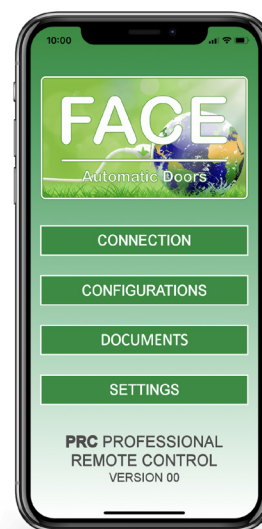 10:00
FACE
Automatic Doors
CONNECTION
CONFIGURATIONS
DOCUMENTS
SETTINGS
PRC PROFESSIONAL
REMOTE CONTROL
VERSION 00